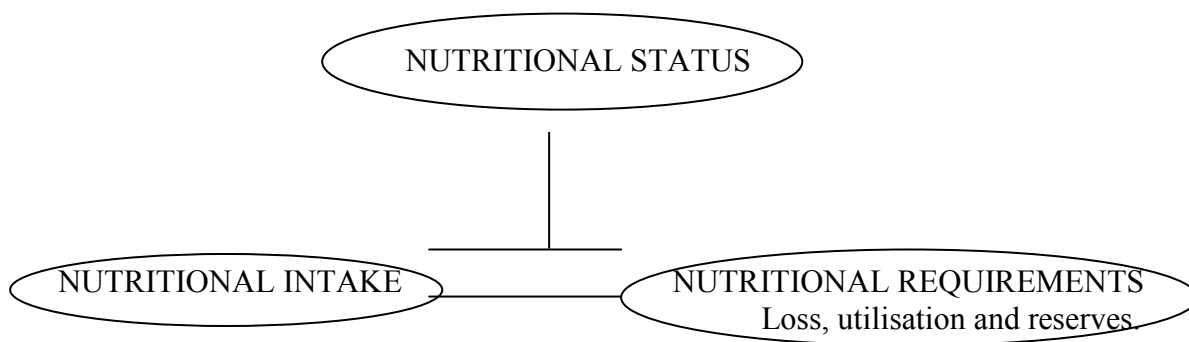 NUTRITIONAL STATUS
NUTRITIONAL INTAKE
NUTRITIONAL REQUIREMENTS
Loss, utilisation and reserves.